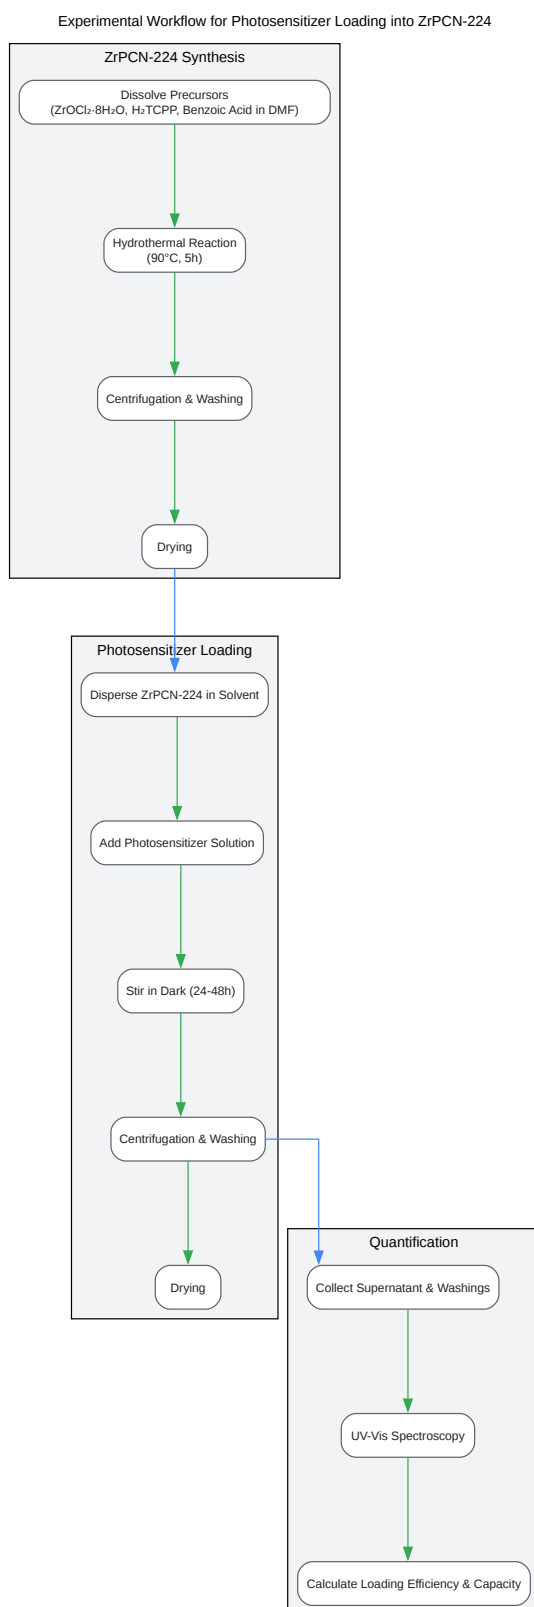 Experimental Workflow for Photosensitizer Loading into ZrPCN-224
ZrPCN-224 Synthesis
Dissolve Precursors
(ZrOCl₂·8H₂O, H₂TCPP, Benzoic Acid in DMF)
Hydrothermal Reaction
(90°C, 5h)
Centrifugation & Washing
Drying
Photosensitizer Loading
Disperse ZrPCN-224 in Solvent
Add Photosensitizer Solution
Stir in Dark (24-48h)
Centrifugation & Washing
Drying
Quantification
Collect Supernatant & Washings
UV-Vis Spectroscopy
Calculate Loading Efficiency & Capacity